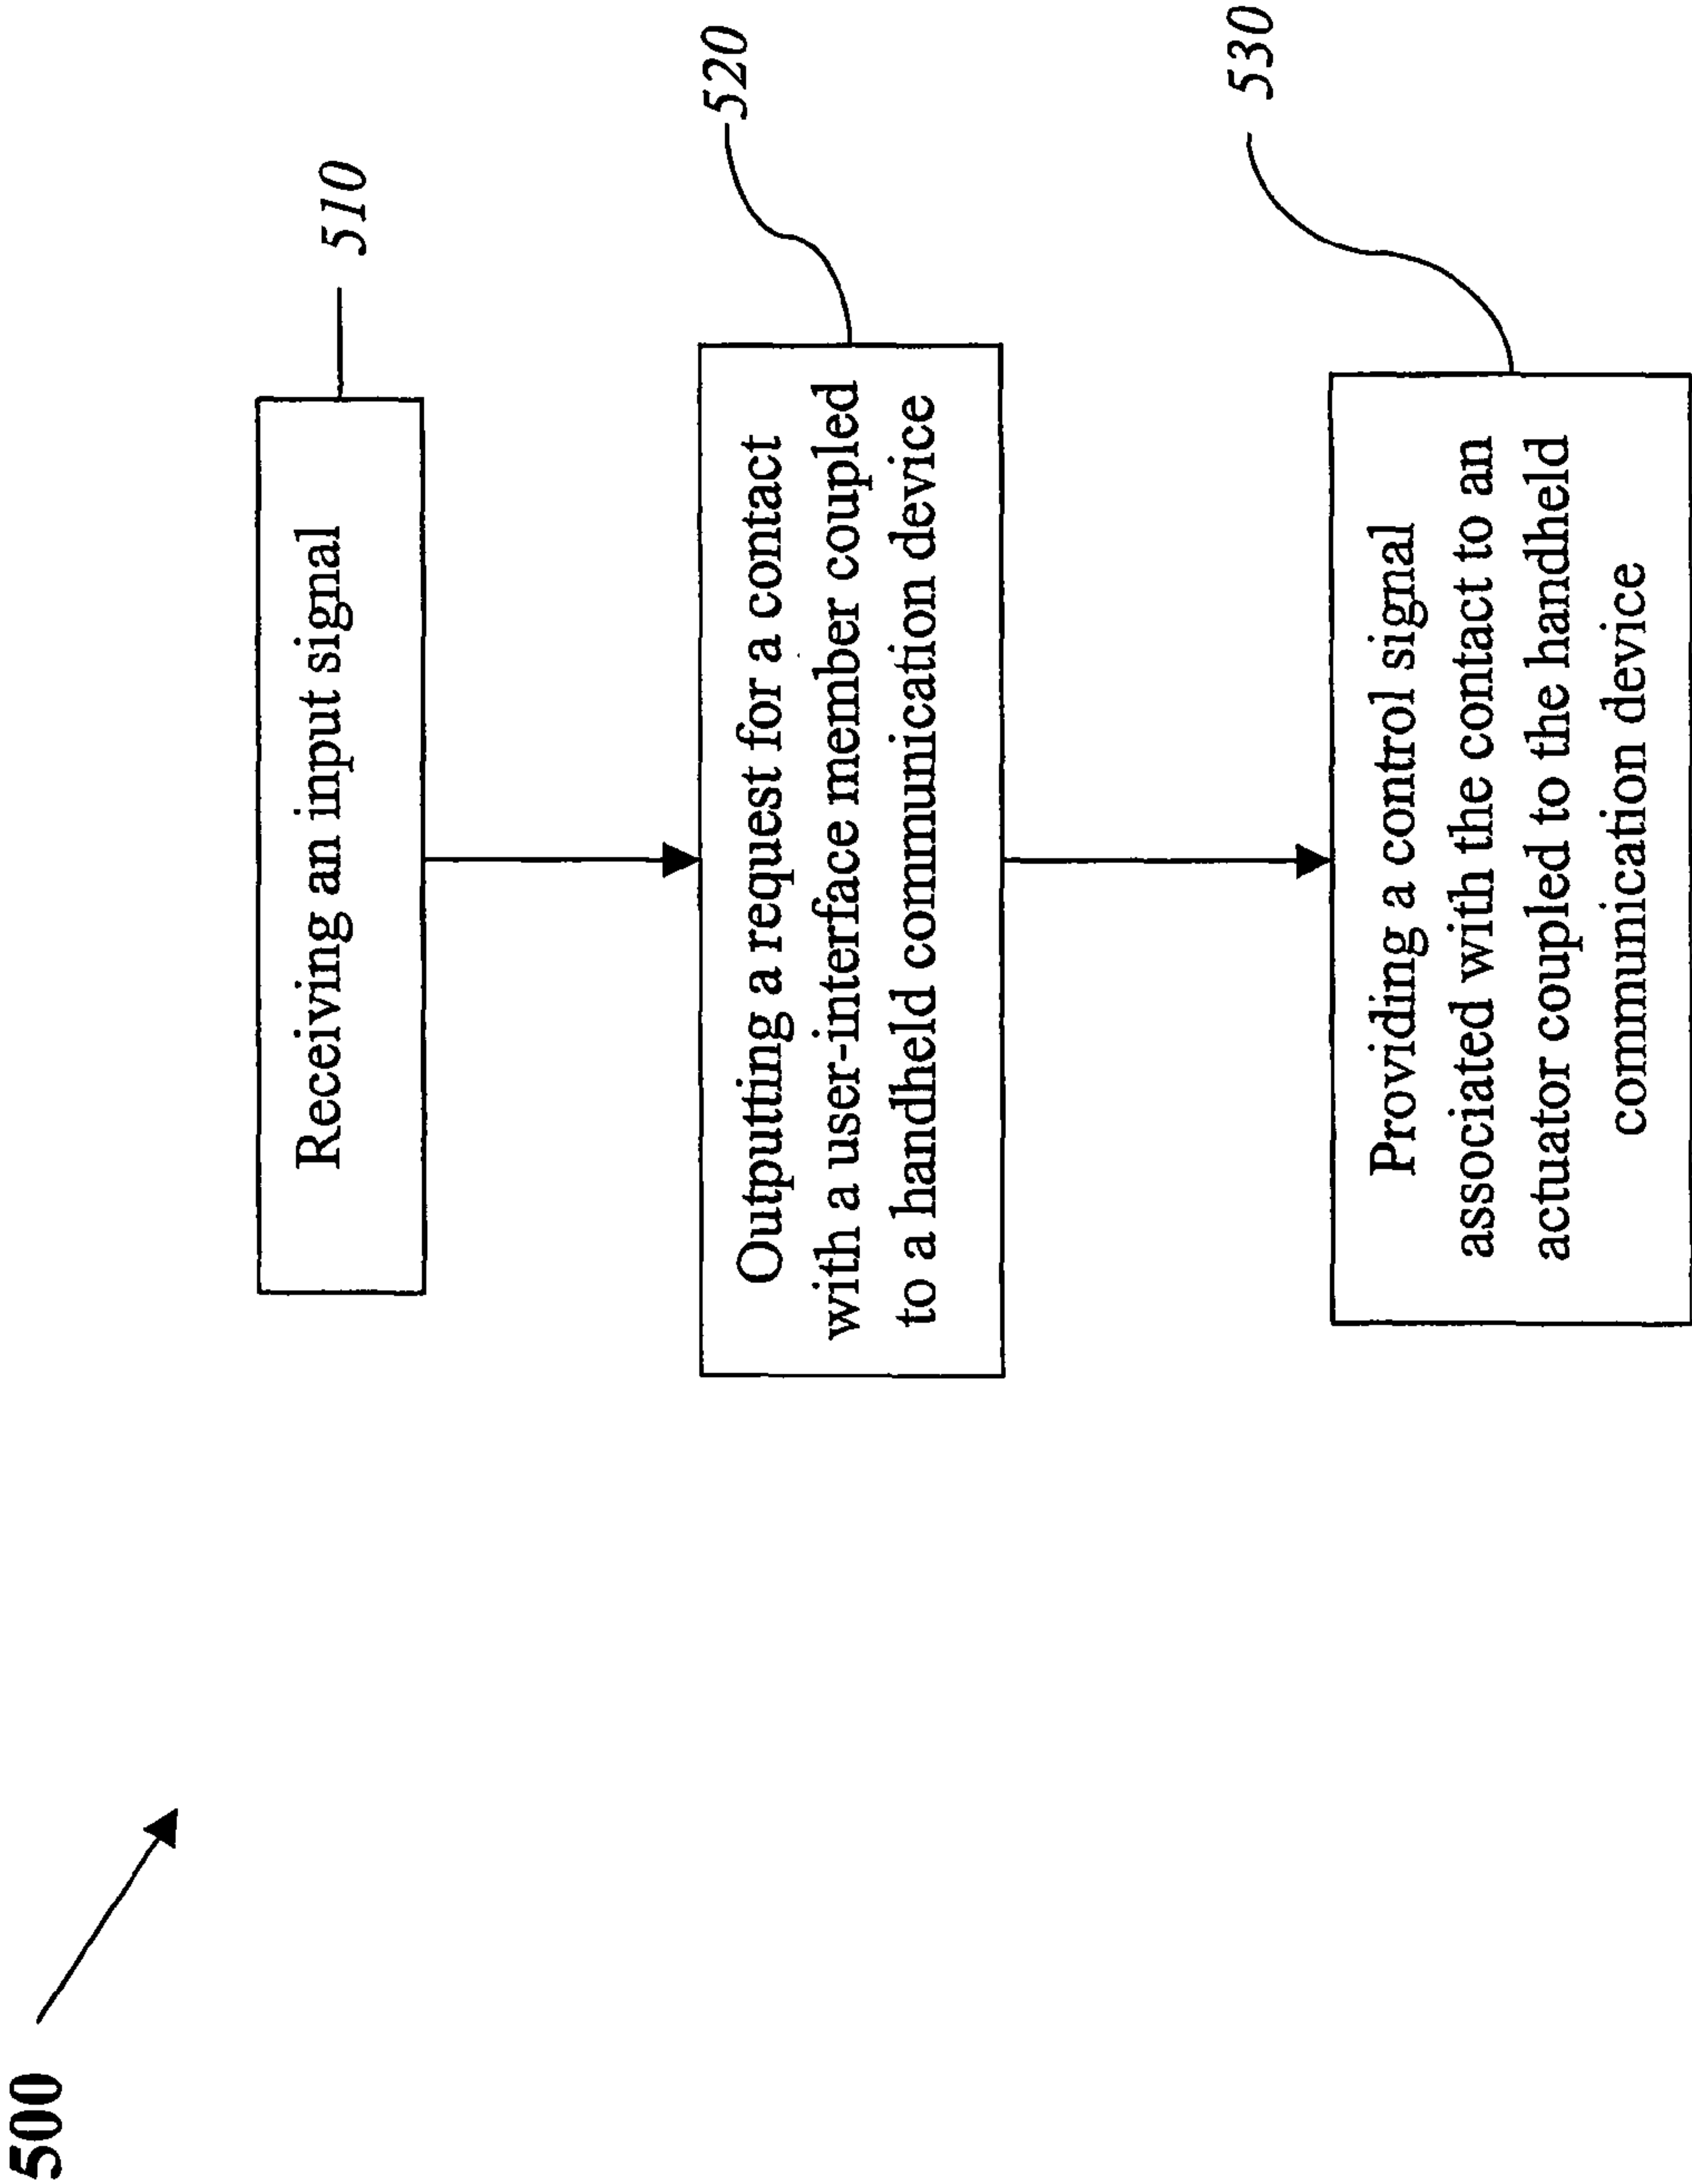 500
Receiving an input signal
510
Outputting a request for a contact
with a user-interface member coupled
to a handheld communication device
520
Providing a control signal
associated with the contact to an
actuator coupled to the handheld
communication device
530